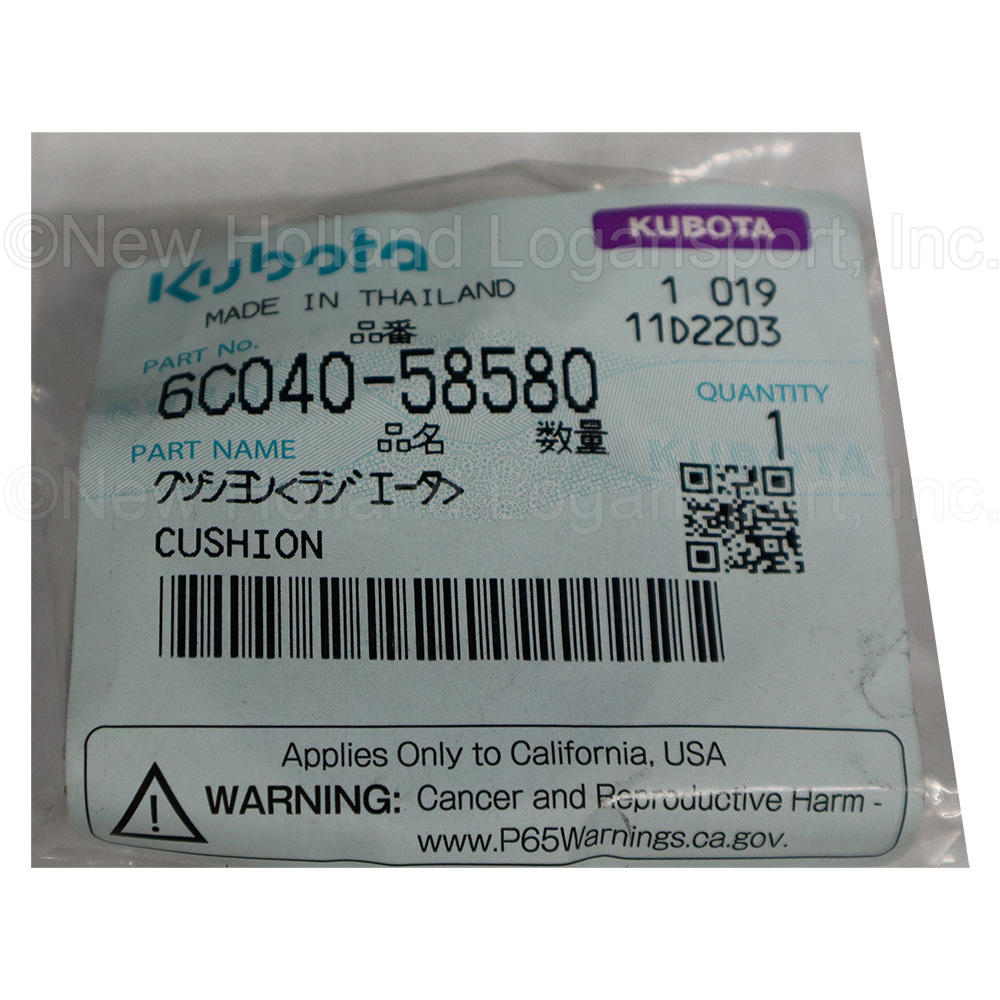 Kubota
KUBOTA
MADE IN THAILAND
1 019
品番
11D2203
PART No.
6C040-58580
QUANTITY
1
PART NAME
品名
数量
クッション<ラジエータ>
CUSHION
Applies Only to California, USA
WARNING: Cancer and Reproductive Harm -
www.P65Warnings.ca.gov.
©New Holland Logansport, Inc.
©New Holland Logansport, Inc.